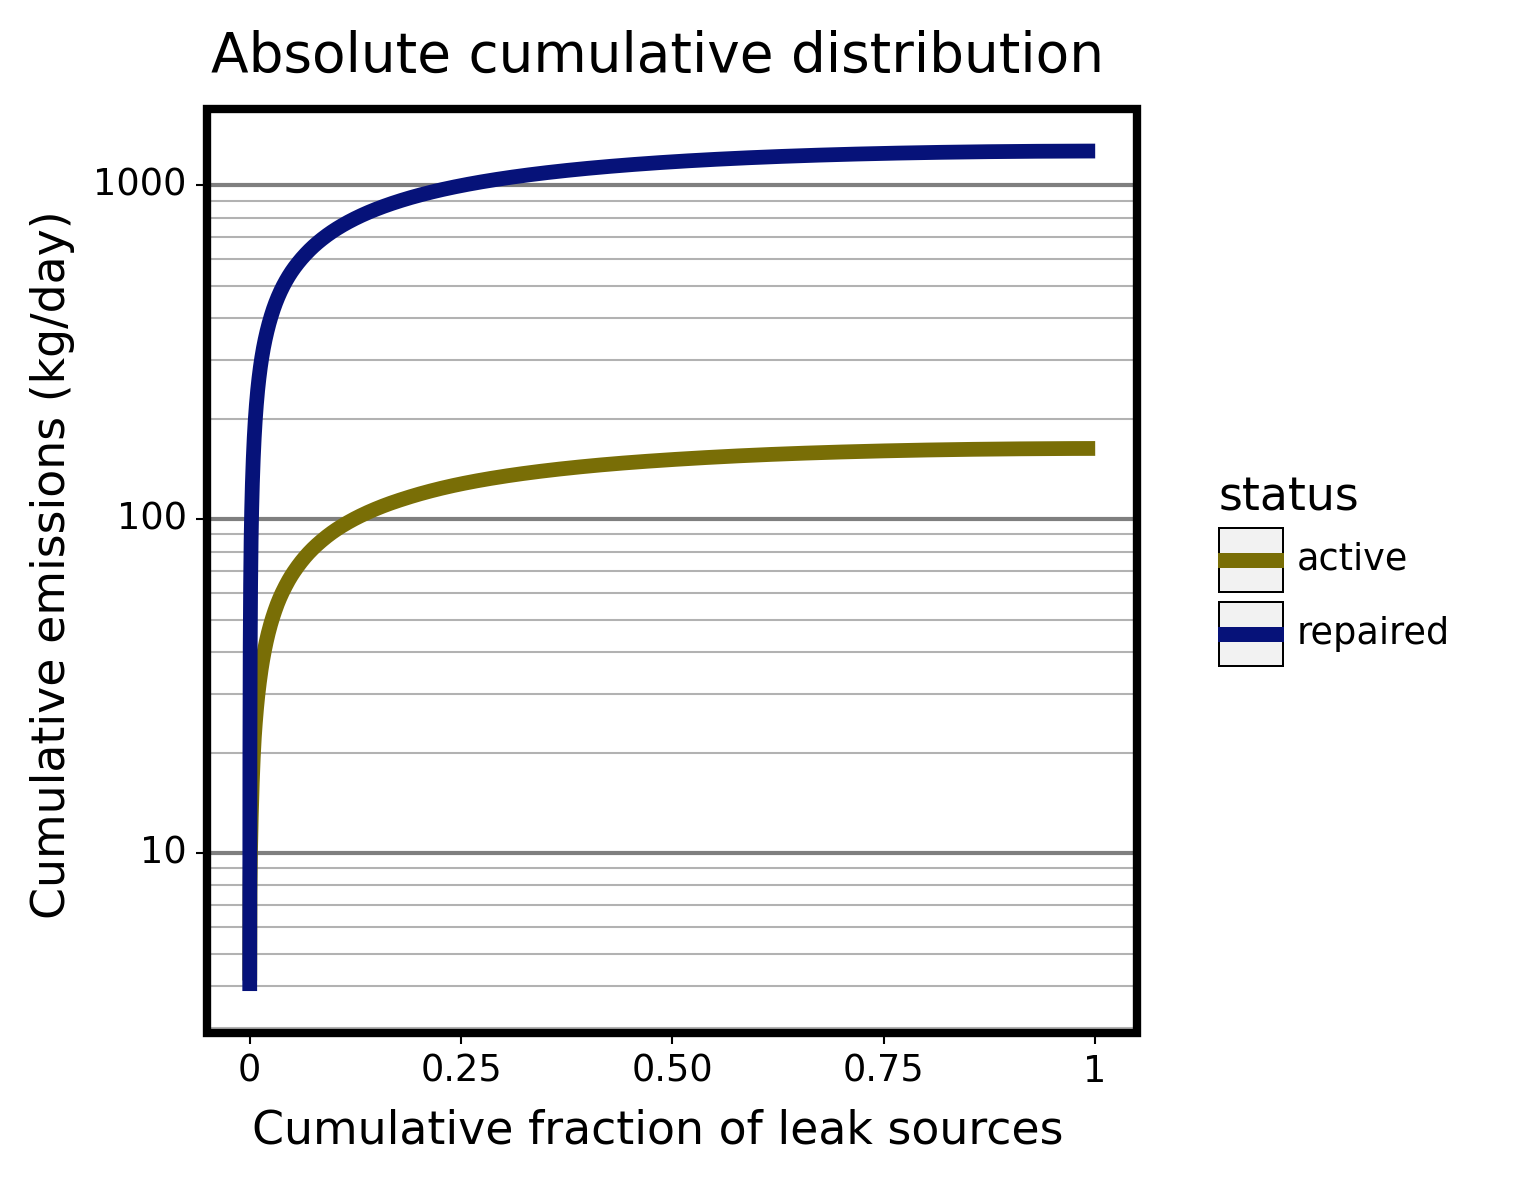 Absolute cumulative distribution
Cumulative emissions (kg/day)
1000
100
10
0
0.25
0.50
0.75
1
Cumulative fraction of leak sources
status
active
repaired